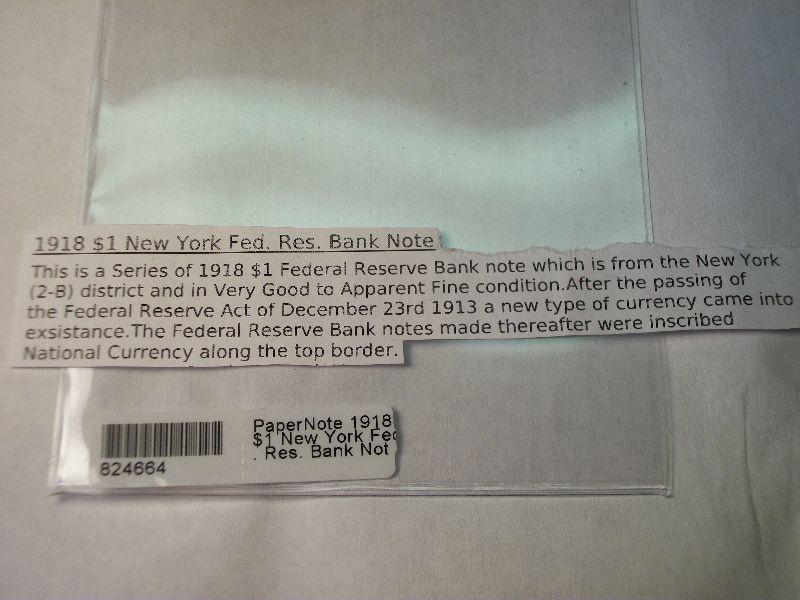 1918 $1 New York Fed. Res. Bank Note
This is a Series of 1918 $1 Federal Reserve Bank note which is from the New York
(2-B) district and in Very Good to Apparent Fine condition.After the passing of
the Federal Reserve Act of December 23rd 1913 a new type of currency came into
exsistance.The Federal Reserve Bank notes made thereafter were inscribed
National Currency along the top border.
PaperNote 1918
$1 New York Fed
. Res. Bank Not
824664